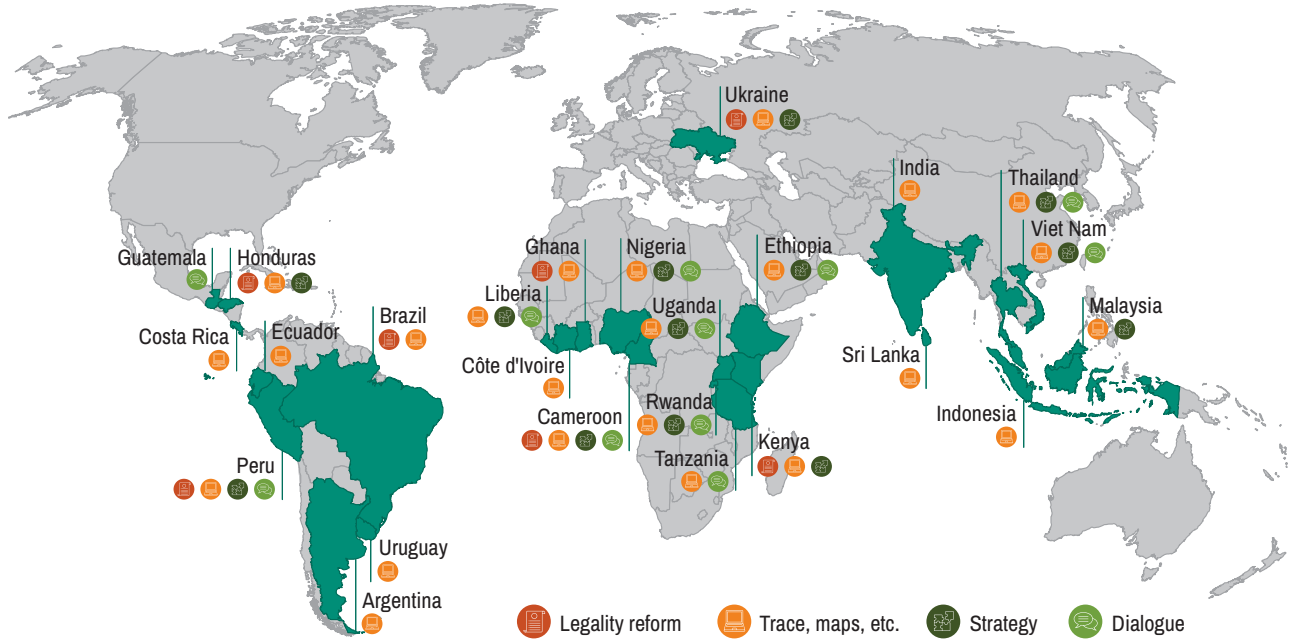 Ukraine
India
Thailand
Viet Nam
Guatemala
Honduras
Ghana
Nigeria
Ethiopia
Liberia
Uganda
Malaysia
Costa Rica
Ecuador
Brazil
Côte d'Ivoire
Sri Lanka
Cameroon
Rwanda
Indonesia
Peru
Tanzania
Kenya
Uruguay
Argentina
Legality reform
Trace, maps, etc.
Strategy
Dialogue